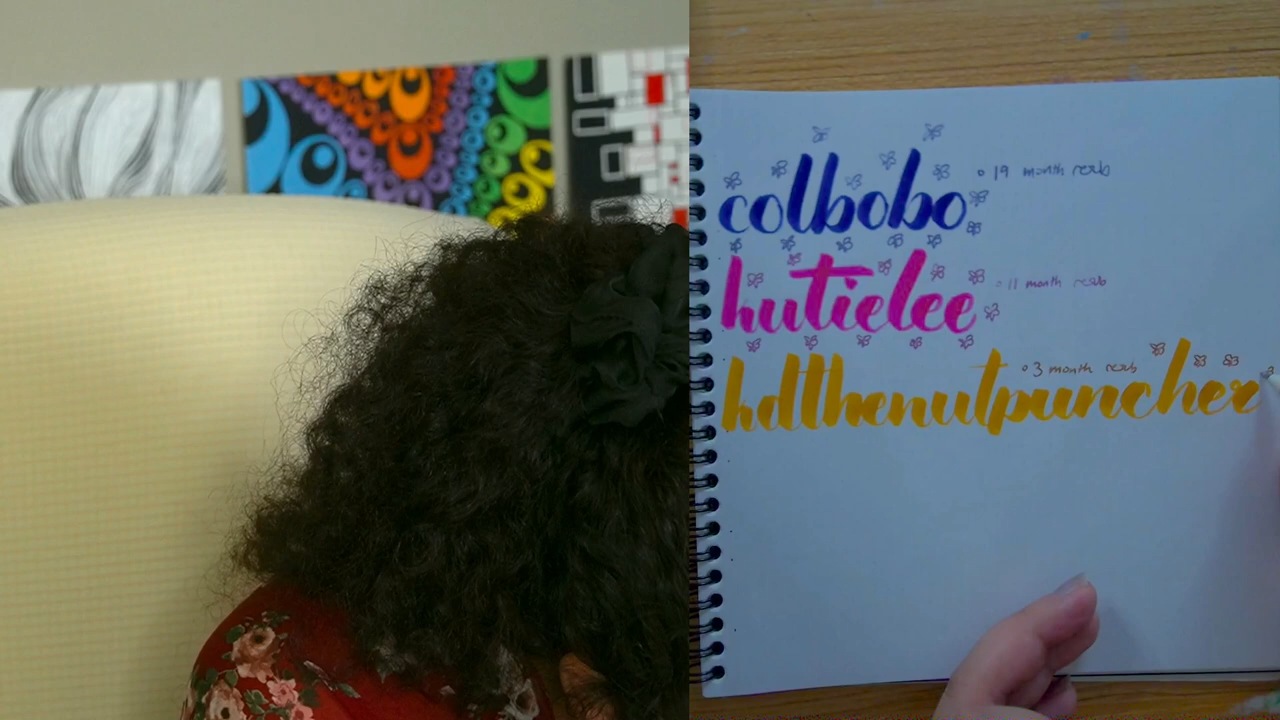 colbobo ° 19 month resub
hutielee ° 11 month resub
hdthenutpuncher ° 3 month resub